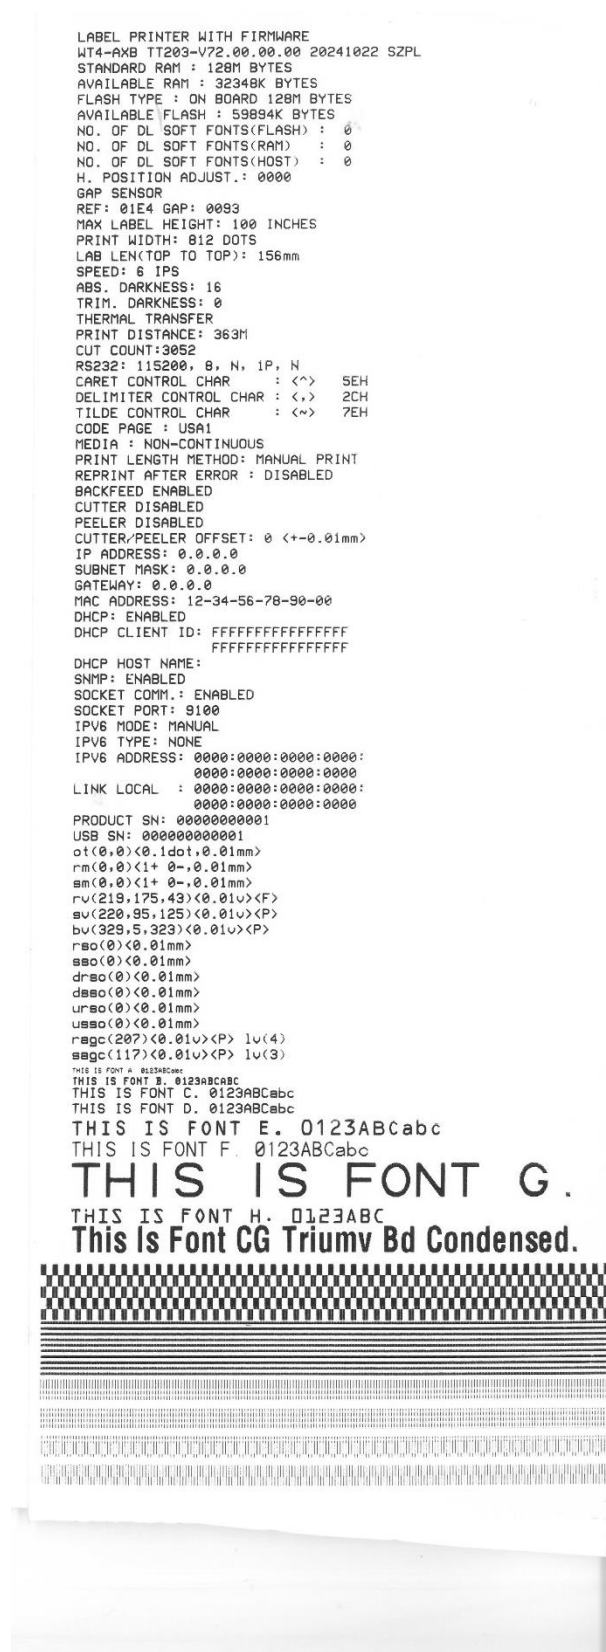 LABEL PRINTER WITH FIRMWARE
WT4-AXB TT203-V72.00.00.00 20241022 SZPL
STANDARD RAM : 128M BYTES
AVAILABLE RAM : 32348K BYTES
FLASH TYPE : ON BOARD 128M BYTES
AVAILABLE FLASH : 59894K BYTES
NO. OF DL SOFT FONTS(FLASH) : 0
NO. OF DL SOFT FONTS(RAM) : 0
NO. OF DL SOFT FONTS(HOST) : 0
H. POSITION ADJUST.: 0000
GAP SENSOR
REF: 01E4 GAP: 0093
MAX LABEL HEIGHT: 100 INCHES
PRINT WIDTH: 812 DOTS
LAB LEN(TOP TO TOP): 156mm
SPEED: 6 IPS
ABS. DARKNESS: 16
TRIM. DARKNESS: 0
THERMAL TRANSFER
PRINT DISTANCE: 363M
CUT COUNT:3052
RS232: 115200, 8, N, 1P, N
CARET CONTROL CHAR : <^> 5EH
DELIMITER CONTROL CHAR : <,> 2CH
TILDE CONTROL CHAR : <~> 7EH
CODE PAGE : USA1
MEDIA : NON-CONTINUOUS
PRINT LENGTH METHOD: MANUAL PRINT
REPRINT AFTER ERROR : DISABLED
BACKFEED ENABLED
CUTTER DISABLED
PEELER DISABLED
CUTTER/PEELER OFFSET: 0 <+-0.01mm>
IP ADDRESS: 0.0.0.0
SUBNET MASK: 0.0.0.0
GATEWAY: 0.0.0.0
MAC ADDRESS: 12-34-56-78-90-00
DHCP: ENABLED
DHCP CLIENT ID: FFFFFFFFFFFFFFFF
FFFFFFFFFFFFFFFF
DHCP HOST NAME:
SNMP: ENABLED
SOCKET COMM.: ENABLED
SOCKET PORT: 9100
IPV6 MODE: MANUAL
IPV6 TYPE: NONE
IPV6 ADDRESS: 0000:0000:0000:0000:
0000:0000:0000:0000
LINK LOCAL : 0000:0000:0000:0000:
0000:0000:0000:0000
PRODUCT SN: 00000000001
USB SN: 000000000001
ot(0,0)<0.1dot,0.01mm>
rm(0,0)<1+ 0-,0.01mm>
sm(0,0)<1+ 0-,0.01mm>
rv(219,175,43)<0.01v><F>
sv(220,95,125)<0.01v><P>
bv(329,5,323)<0.01v><P>
rso(0)<0.01mm>
sso(0)<0.01mm>
drso(0)<0.01mm>
dsso(0)<0.01mm>
urso(0)<0.01mm>
usso(0)<0.01mm>
ragc(207)<0.01v><P> lv(4)
sagc(117)<0.01v><P> lv(3)
THIS IS FONT A. 0123ABCabc
THIS IS FONT B. 0123ABCABC
THIS IS FONT C. 0123ABCabc
THIS IS FONT D. 0123ABCabc
THIS IS FONT E. 0123ABCabc
THIS IS FONT F. 0123ABCabc
THIS IS FONT G.
THIS IS FONT H. 0123ABC
This Is Font CG Triumv Bd Condensed.